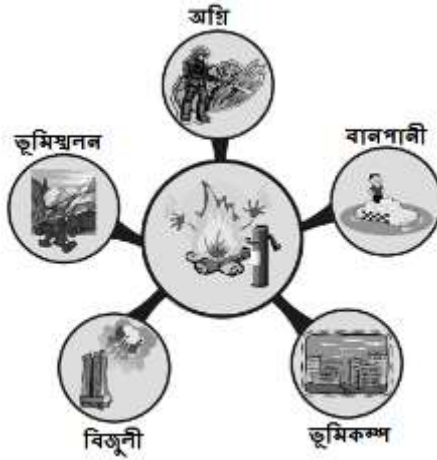 অগ্নি
ভূমিস্খলন
বানপানী
বিজুলী
ভূমিকম্প